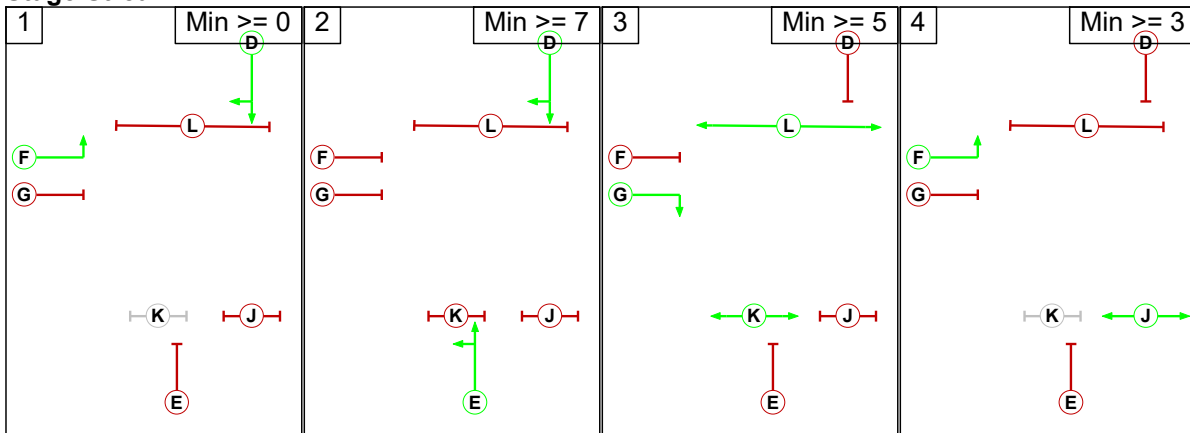 1 Min >= 0 2 Min >= 7 3 Min >= 5 4 Min >= 3
D D D D
L L L L
F F F F
G G G G
K J K J K J K J
E E E E